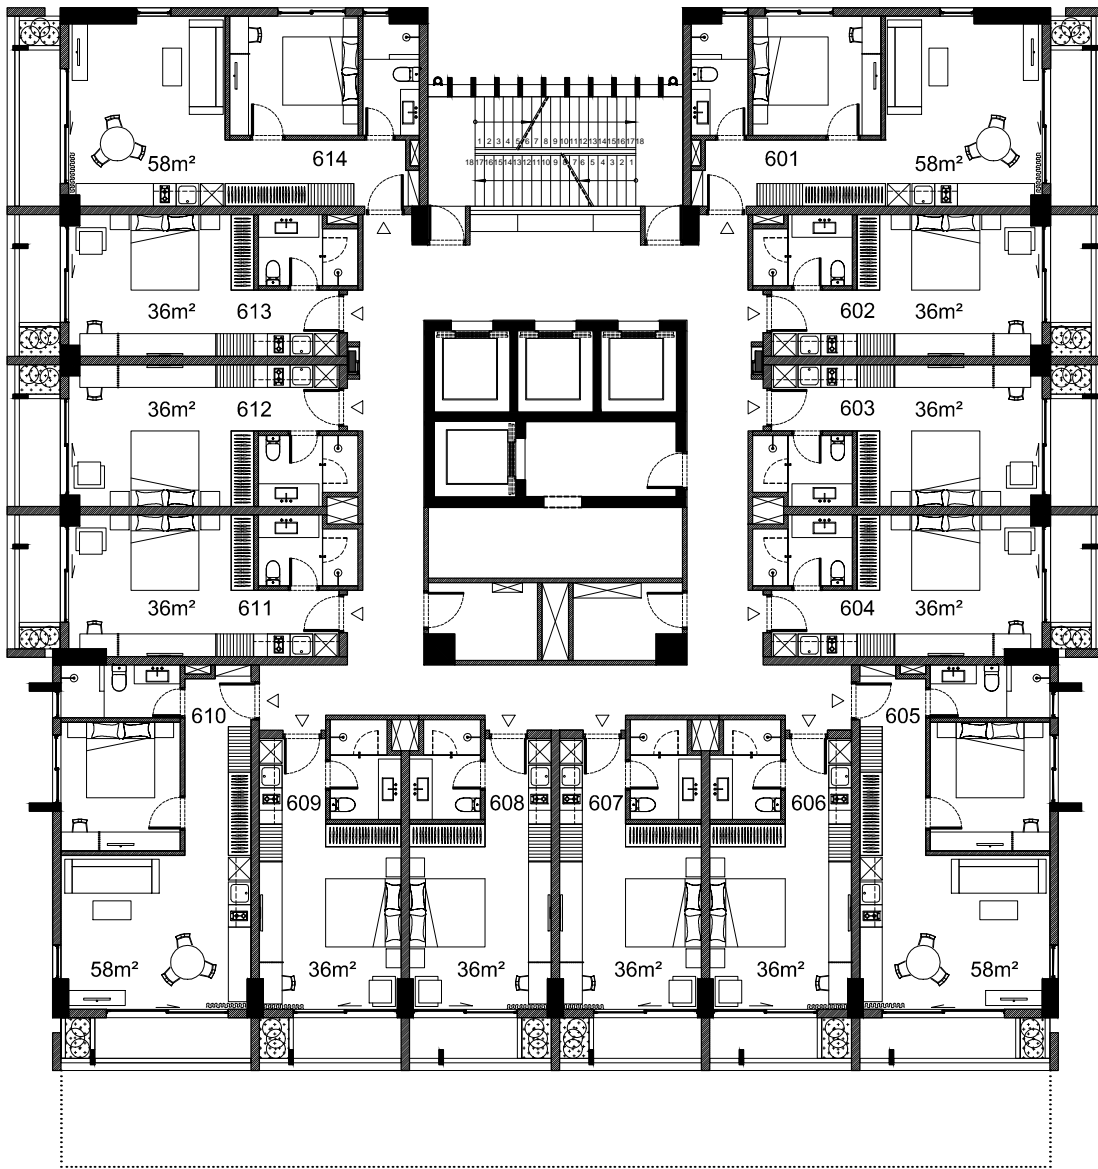 1 2 3 4 5 6 7 8 9 10 11 12 13 14 15 16 17 18
18 17 16 15 14 13 12 11 10 9 8 7 6 5 4 3 2 1
58m² 614 601 58m²
36m² 613 602 36m²
36m² 612 603 36m²
36m² 611 604 36m²
610 605
609 608 607 606
58m² 36m² 36m² 36m² 36m² 58m²